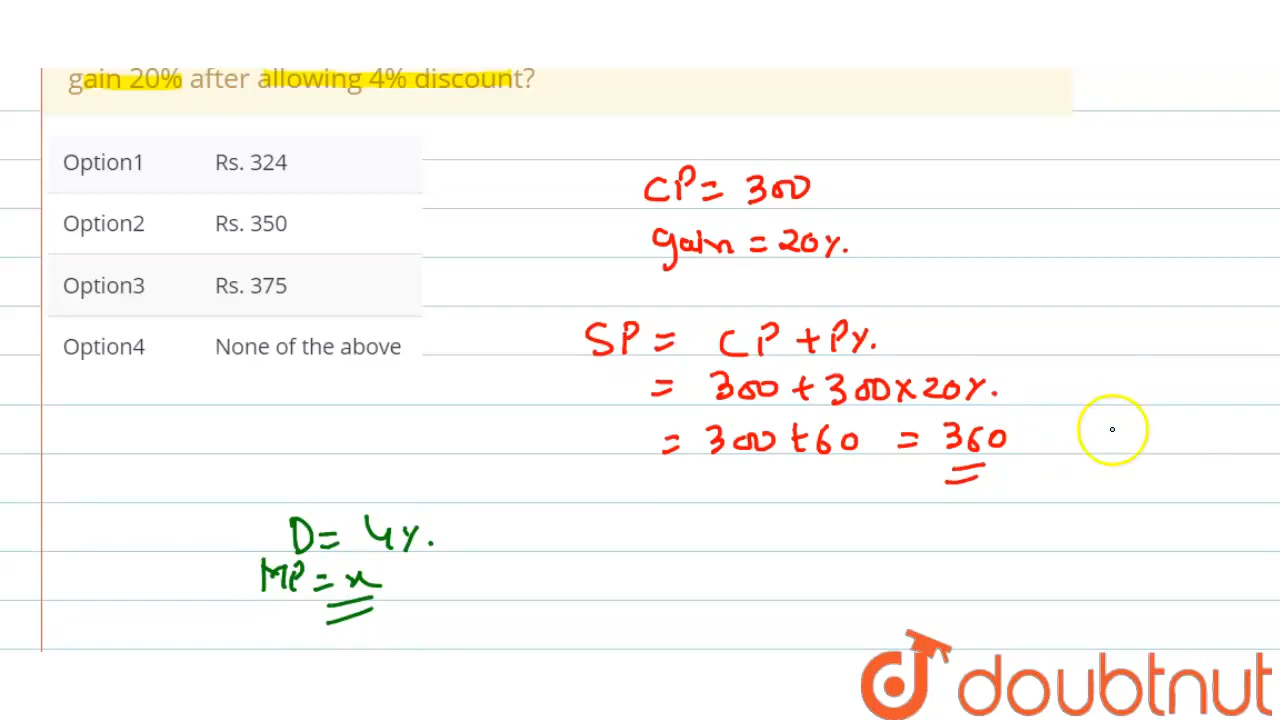 gain 20% after allowing 4% discount?
Option1 Rs. 324
Option2 Rs. 350
Option3 Rs. 375
Option4 None of the above
CP = 300
gain = 20%.
SP = CP + P%.
= 300 + 300 x 20%.
= 300 + 60 = 360
D = 4%.
MP = x
doubtnut